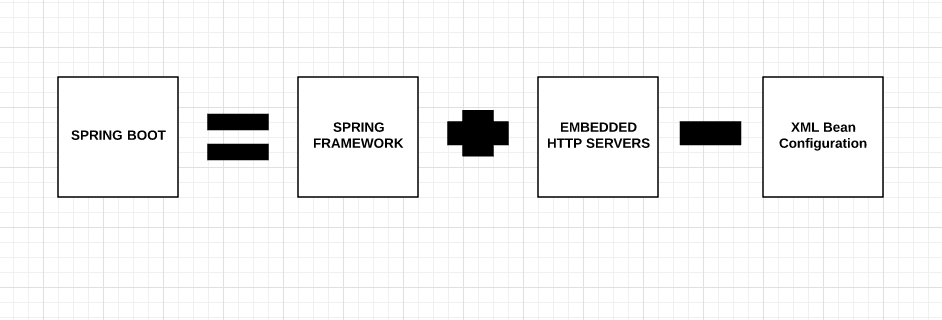 SPRING BOOT
SPRING
FRAMEWORK
EMBEDDED
HTTP SERVERS
XML Bean
Configuration